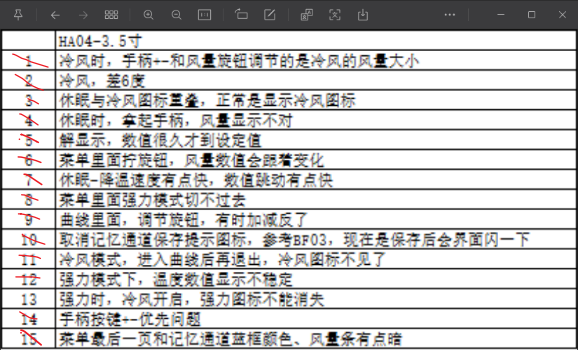 HA04-3.5寸
1 冷风时，手柄+-和风量旋钮调节的是冷风的风量大小
2 冷风，差6度
3 休眠与冷风图标重叠，正常是显示冷风图标
4 休眠时，拿起手柄，风量显示不对
5 解显示，数值很久才到设定值
6 菜单里面拧旋钮，风量数值会跟着变化
7 休眠-降温速度有点快，数值跳动有点快
8 菜单里面强力模式切不过去
9 曲线里面，调节旋钮，有时加减反了
10 取消记忆通道保存提示图标，参考BF03，现在是保存后会界面闪一下
11 冷风模式，进入曲线后再退出，冷风图标不见了
12 强力模式下，温度数值显示不稳定
13 强力时，冷风开启，强力图标不能消失
14 手柄按键+-优先问题
15 菜单最后一页和记忆通道蓝框颜色、风量条有点暗